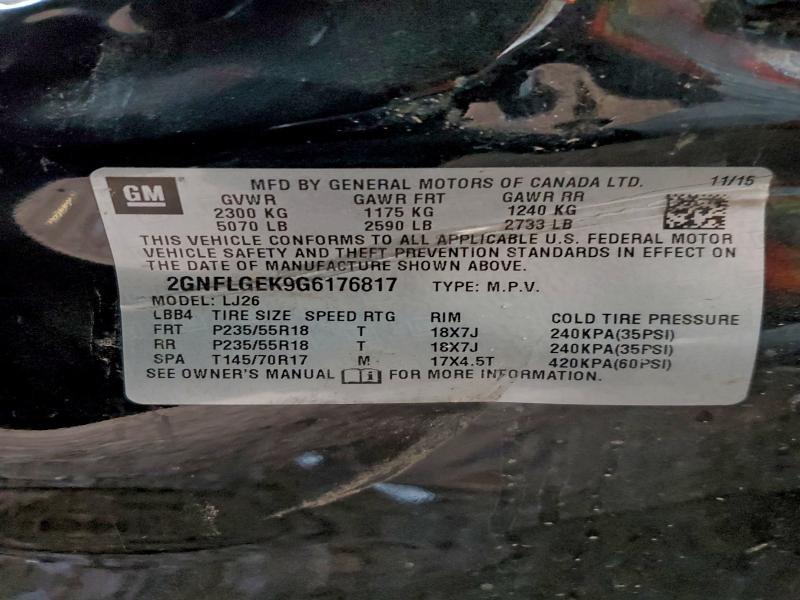 GM MFD BY GENERAL MOTORS OF CANADA LTD. 11/15
GVWR GAWR FRT GAWR RR
2300 KG 1175 KG 1240 KG
5070 LB 2590 LB 2733 LB
THIS VEHICLE CONFORMS TO ALL APPLICABLE U.S. FEDERAL MOTOR
VEHICLE SAFETY AND THEFT PREVENTION STANDARDS IN EFFECT ON
THE DATE OF MANUFACTURE SHOWN ABOVE.
2GNFLGEK9G6176817 TYPE: M.P.V.
MODEL: LJ26
LBB4 TIRE SIZE SPEED RTG RIM COLD TIRE PRESSURE
FRT P235/55R18 T 18X7J 240KPA(35PSI)
RR P235/55R18 T 18X7J 240KPA(35PSI)
SPA T145/70R17 M 17X4.5T 420KPA(60PSI)
SEE OWNER'S MANUAL i FOR MORE INFORMATION.